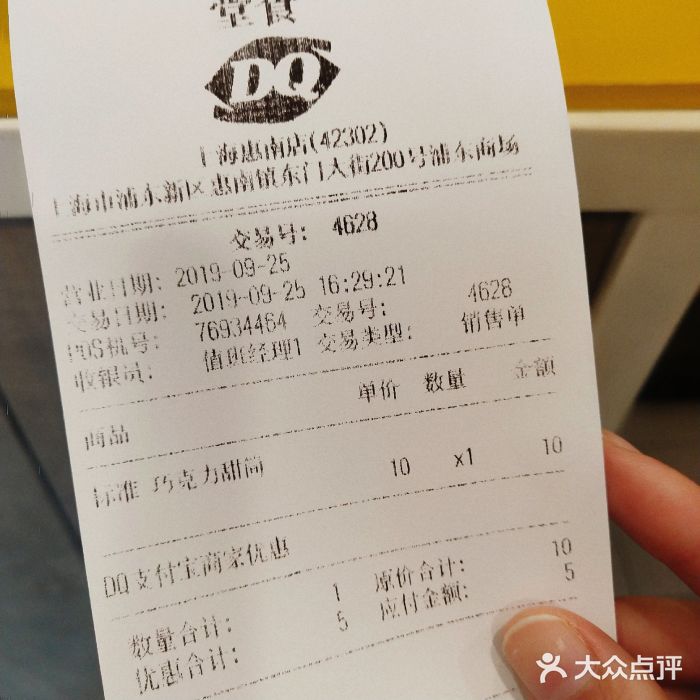 堂食
DQ
上海惠南店(42302)
上海市浦东新区惠南镇东门大街200号浦东商场
交易号: 4628
营业日期: 2019-09-25
交易日期: 2019-09-25 16:29:21
POS机号: 76934464 交易号: 4628
收银员: 值班经理1 交易类型: 销售单
商品 单价 数量 金额
标准 巧克力甜筒 10 x1 10
DQ支付宝商家优惠
数量合计: 1 原价合计: 10
优惠合计: 5 应付金额: 5
大众点评